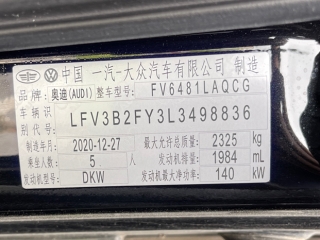 中国 一汽-大众汽车有限公司 制造
品牌: 奥迪(AUDI) 整车型号: FV6481LAQCG
车辆识别代号: LFV3B2FY3L3498836
制造年月: 2020-12-27 最大允许总质量: 2325 kg
乘坐人数: 5 人 发动机排量: 1984 mL
发动机型号: DKW 发动机最大净功率: 140 kW